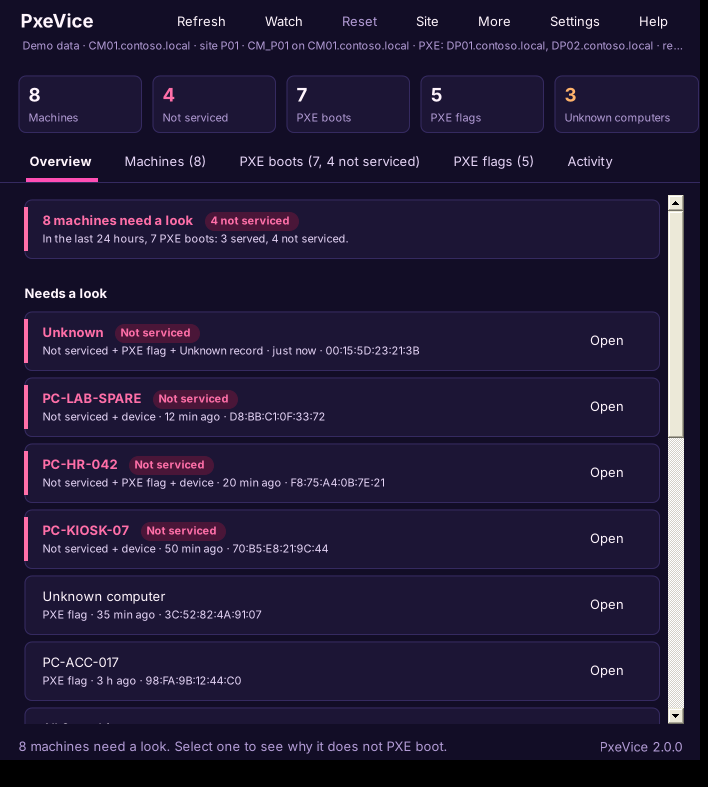 PxeVice Refresh Watch Reset Site More Settings Help
Demo data · CM01.contoso.local · site P01 · CM_P01 on CM01.contoso.local · PXE: DP01.contoso.local, DP02.contoso.local · re...
8 4 7 5 3
Machines Not serviced PXE boots PXE flags Unknown computers
Overview Machines (8) PXE boots (7, 4 not serviced) PXE flags (5) Activity
8 machines need a look 4 not serviced
In the last 24 hours, 7 PXE boots: 3 served, 4 not serviced.
Needs a look
Unknown Not serviced
Not serviced + PXE flag + Unknown record · just now · 00:15:5D:23:21:3B
Open
PC-LAB-SPARE Not serviced
Not serviced + device · 12 min ago · D8:BB:C1:0F:33:72
Open
PC-HR-042 Not serviced
Not serviced + PXE flag + device · 20 min ago · F8:75:A4:0B:7E:21
Open
PC-KIOSK-07 Not serviced
Not serviced + device · 50 min ago · 70:B5:E8:21:9C:44
Open
Unknown computer
PXE flag · 35 min ago · 3C:52:82:4A:91:07
Open
PC-ACC-017
PXE flag · 3 h ago · 98:FA:9B:12:44:C0
Open
8 machines need a look. Select one to see why it does not PXE boot. PxeVice 2.0.0